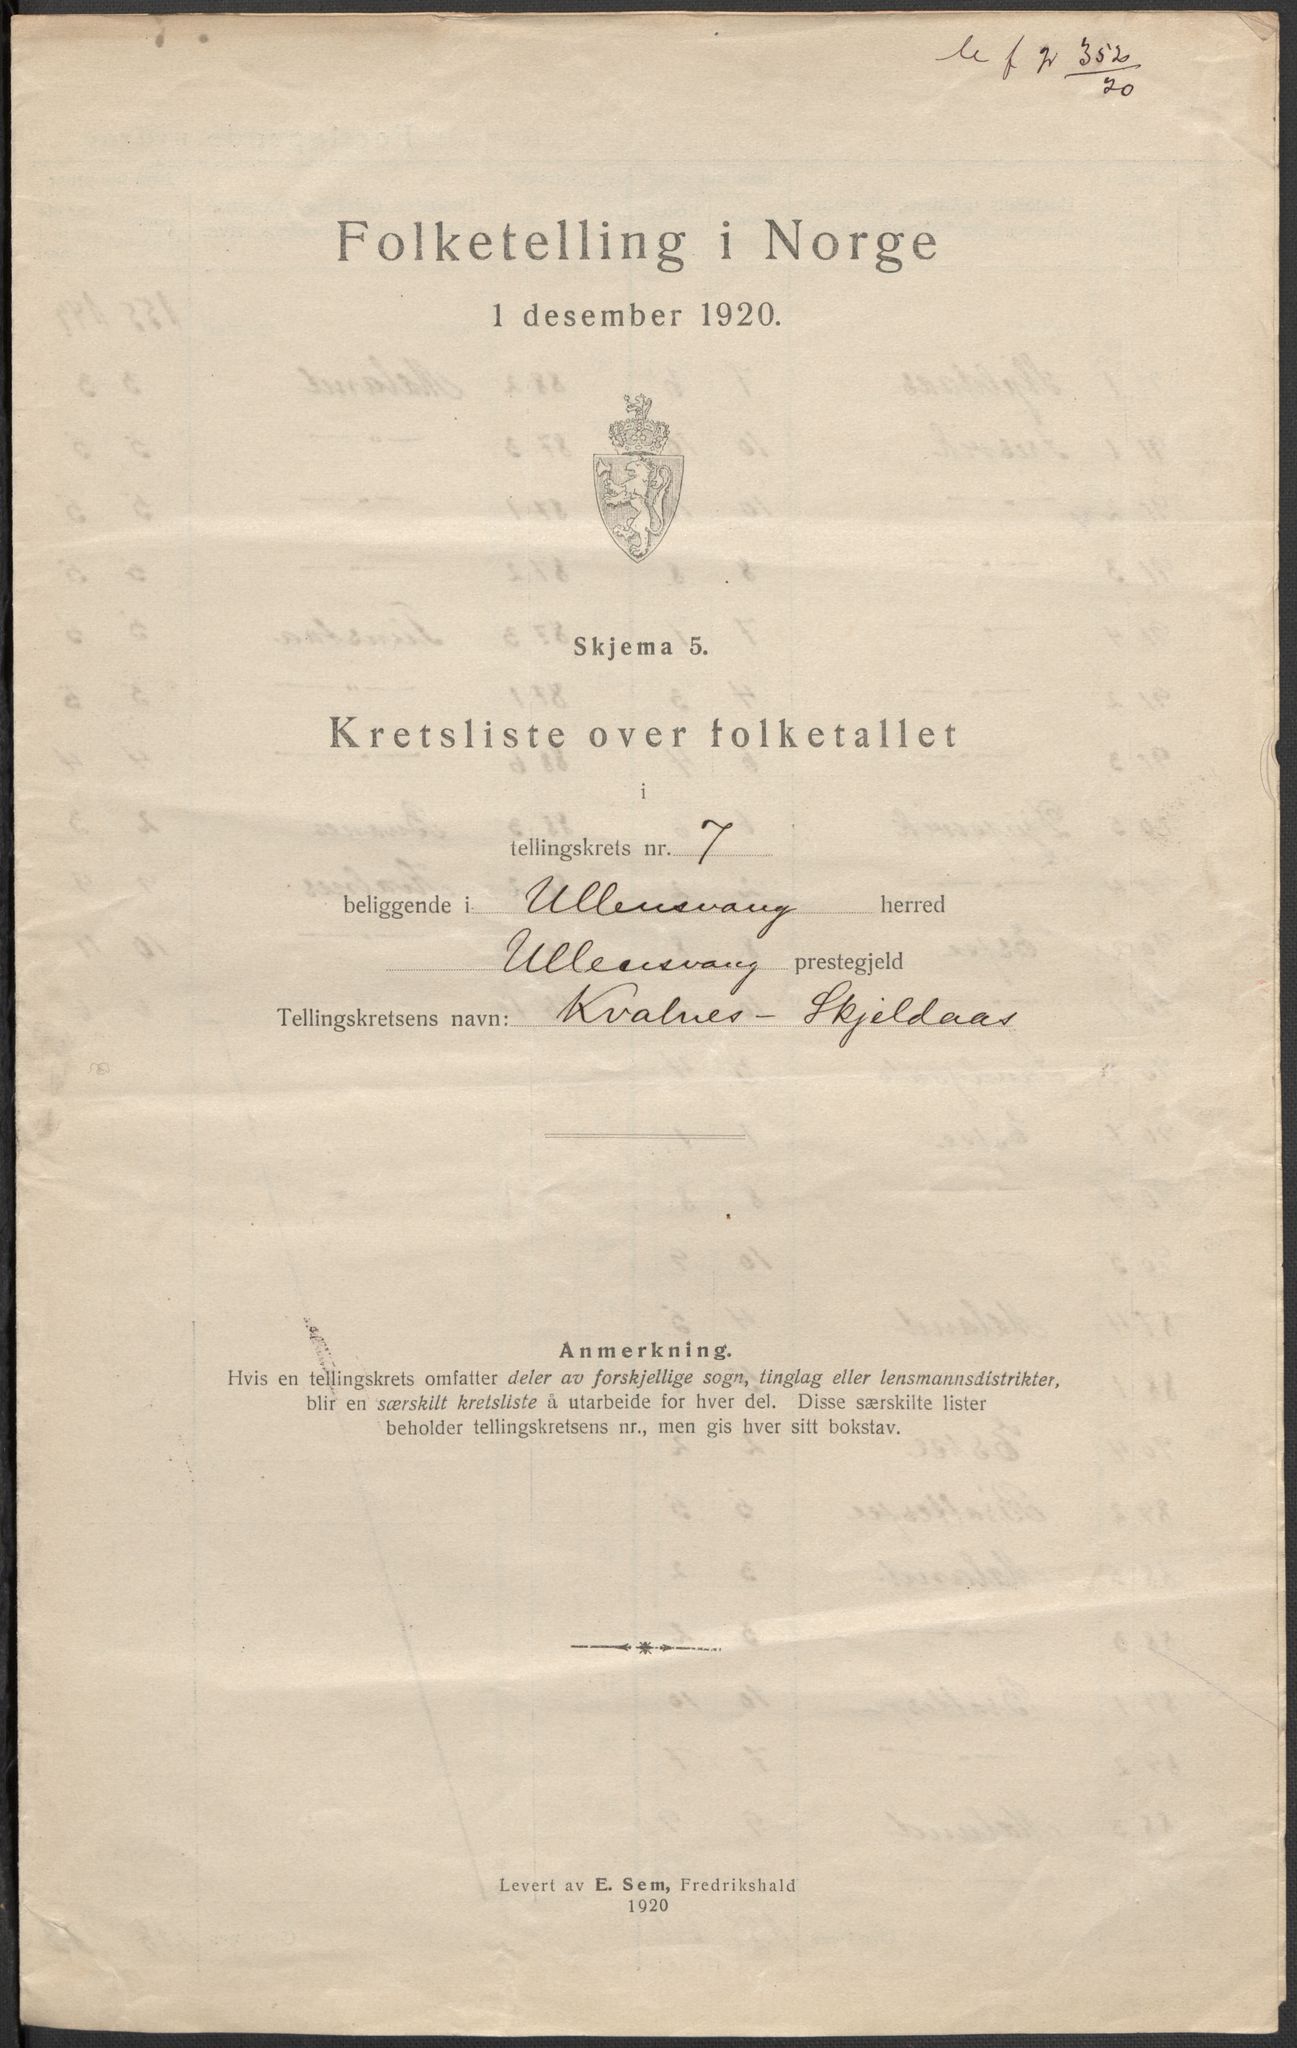 352
20
Folketelling i Norge
1 desember 1920.
Skjema 5.
Kretsliste over folketallet
i
tellingskrets nr. 7
beliggende i Ullensvang herred
Ullensvang prestegjeld
Tellingskretsens navn: Kvalnes - Skjeldaas
Anmerkning.
Hvis en tellingskrets omfatter deler av forskjellige sogn, tinglag eller lensmannsdistrikter,
blir en særskilt kretsliste å utarbeide for hver del. Disse særskilte lister
beholder tellingskretsens nr., men gis hver sitt bokstav.
Levert av E. Sem, Fredrikshald
1920